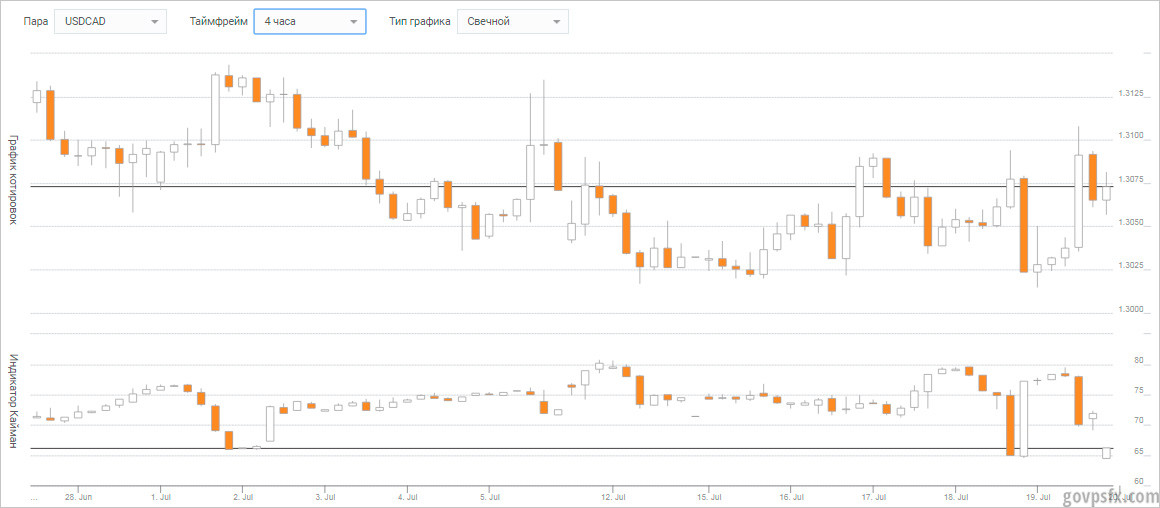 Пара USDCAD Таймфрейм 4 часа Тип графика Свечной
График котировок
1.3125
1.3100
1.3075
1.3050
1.3025
1.3000
Индикатор Кайман
80
75
70
65
60
... 28. Jun 1. Jul 2. Jul 3. Jul 4. Jul 5. Jul 12. Jul 15. Jul 16. Jul 17. Jul 18. Jul 19. Jul
govpsfx.com